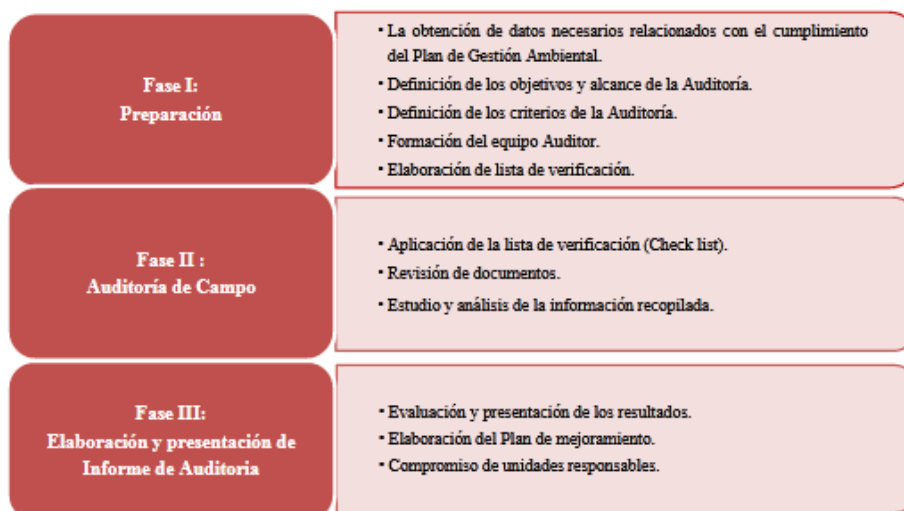 Fase I:
Preparación
· La obtención de datos necesarios relacionados con el cumplimiento
del Plan de Gestión Ambiental.
· Definición de los objetivos y alcance de la Auditoría.
· Definición de los criterios de la Auditoría.
· Formación del equipo Auditor.
· Elaboración de lista de verificación.
Fase II :
Auditoría de Campo
· Aplicación de la lista de verificación (Check list).
· Revisión de documentos.
· Estudio y análisis de la información recopilada.
Fase III:
Elaboración y presentación de
Informe de Auditoria
· Evaluación y presentación de los resultados.
· Elaboración del Plan de mejoramiento.
· Compromiso de unidades responsables.